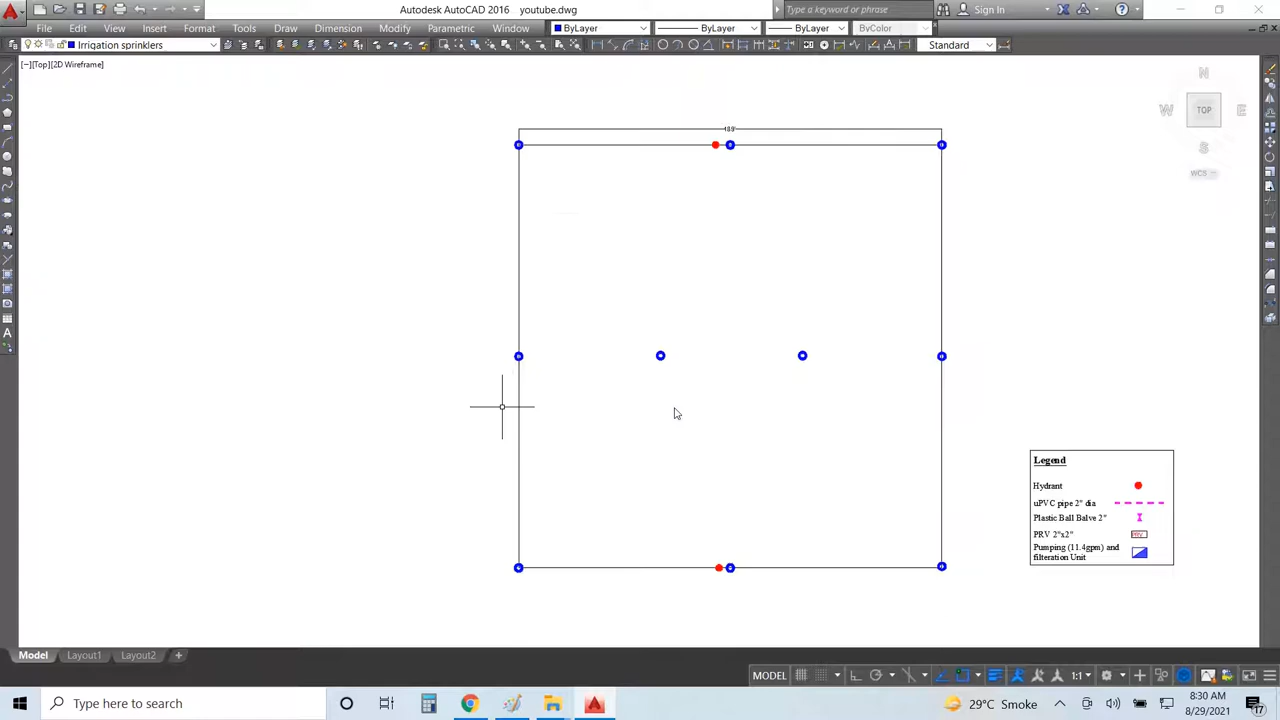 Autodesk AutoCAD 2016 youtube.dwg
Type a keyword or phrase
Sign In
File Edit View Insert Format Tools Draw Dimension Modify Parametric Window
ByLayer
ByLayer
ByLayer
ByColor
Irrigation sprinklers
Standard
[−][Top][2D Wireframe]
N
W TOP E
S
WCS
Legend
Hydrant
uPVC pipe 2" dia
Plastic Ball Balve 2"
PRV 2"x2"
Pumping (11.4gpm) and
filteration Unit
A
Model Layout1 Layout2 +
MODEL
1:1
Type here to search
29°C Smoke
8:30 AM
8/29/2021
17